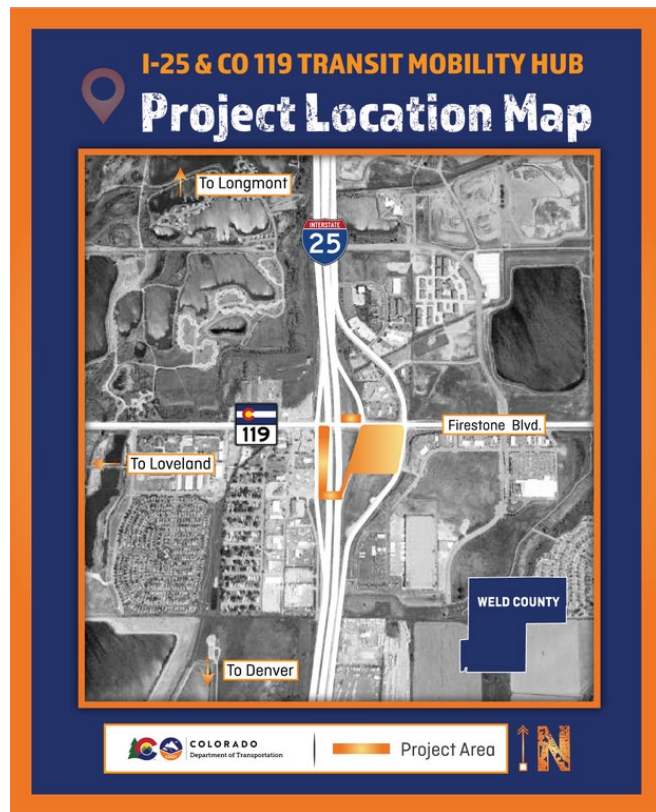 I-25 & CO 119 TRANSIT MOBILITY HUB
Project Location Map
To Longmont
INTERSTATE
25
119
Firestone Blvd.
To Loveland
WELD COUNTY
To Denver
COLORADO
Department of Transportation
Project Area
N